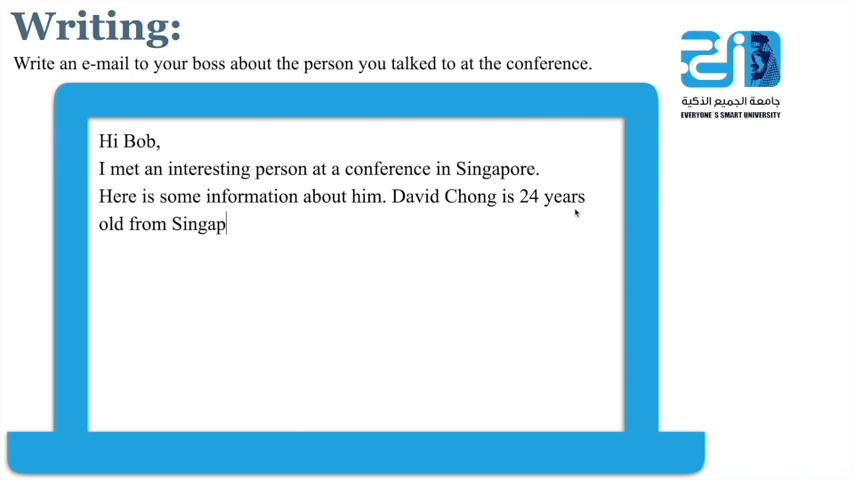 Writing:
Write an e-mail to your boss about the person you talked to at the conference.
جامعة الجميع الذكية
EVERYONE'S SMART UNIVERSITY
Hi Bob,
I met an interesting person at a conference in Singapore.
Here is some information about him. David Chong is 24 years
old from Singap